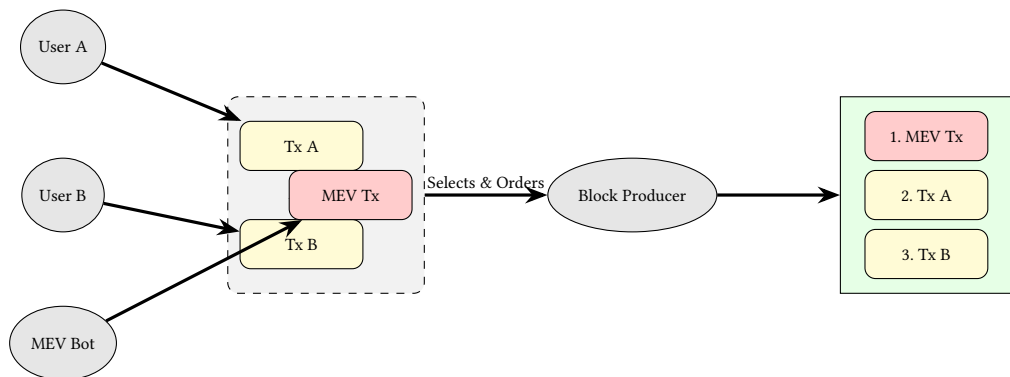 User A
Tx A
1. MEV Tx
User B
MEV Tx
Selects & Orders
Block Producer
2. Tx A
Tx B
3. Tx B
MEV Bot